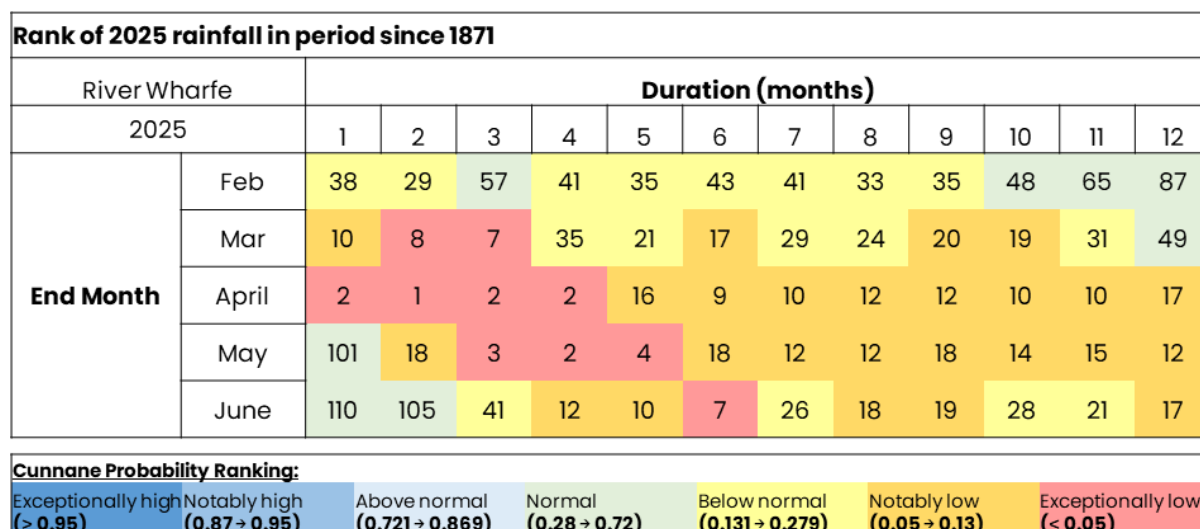 Rank of 2025 rainfall in period since 1871
River Wharfe Duration (months)
2025 1 2 3 4 5 6 7 8 9 10 11 12
Feb 38 29 57 41 35 43 41 33 35 48 65 87
Mar 10 8 7 35 21 17 29 24 20 19 31 49
End Month April 2 1 2 2 16 9 10 12 12 10 10 17
May 101 18 3 2 4 18 12 12 18 14 15 12
June 110 105 41 12 10 7 26 18 19 28 21 17
Cunnane Probability Ranking:
Exceptionally high Notably high Above normal Normal Below normal Notably low Exceptionally low
(> 0.95) (0.87 → 0.95) (0.721 → 0.869) (0.28 → 0.72) (0.131 → 0.279) (0.05 → 0.13) (< 0.05)